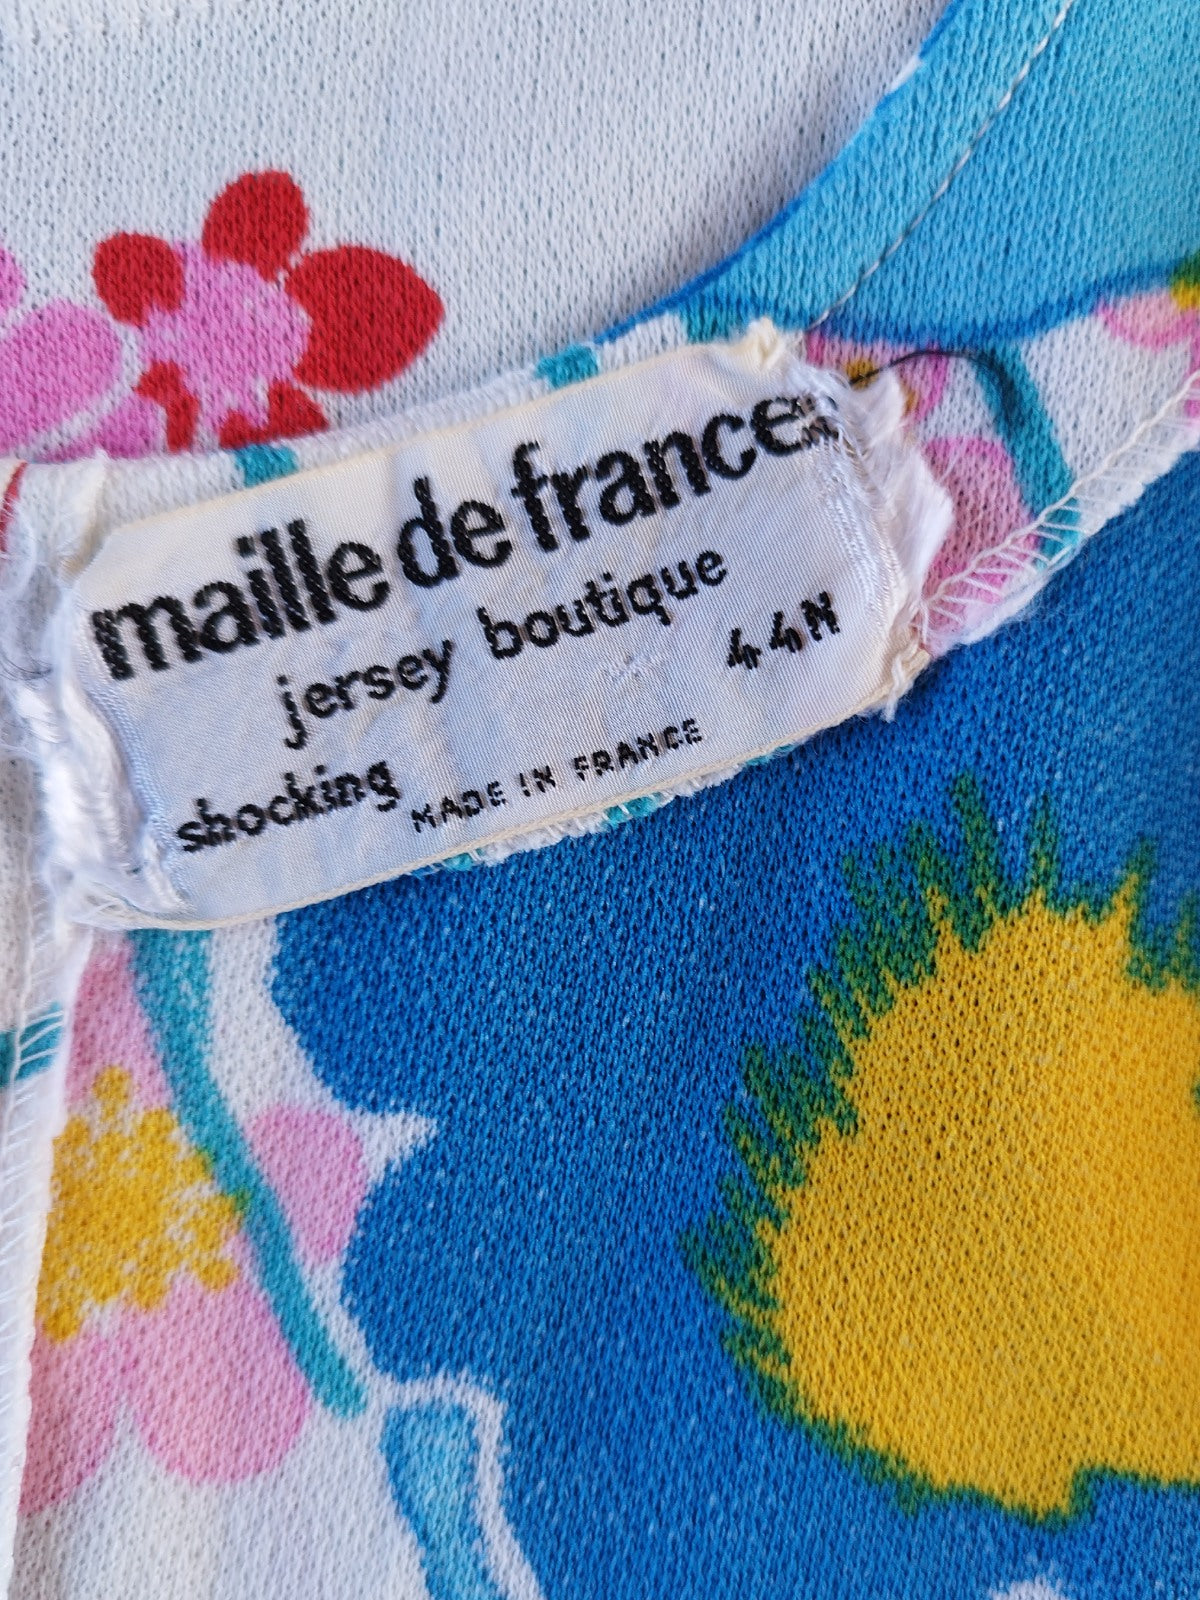 maille de france
jersey boutique
44N
shocking
MADE IN FRANCE